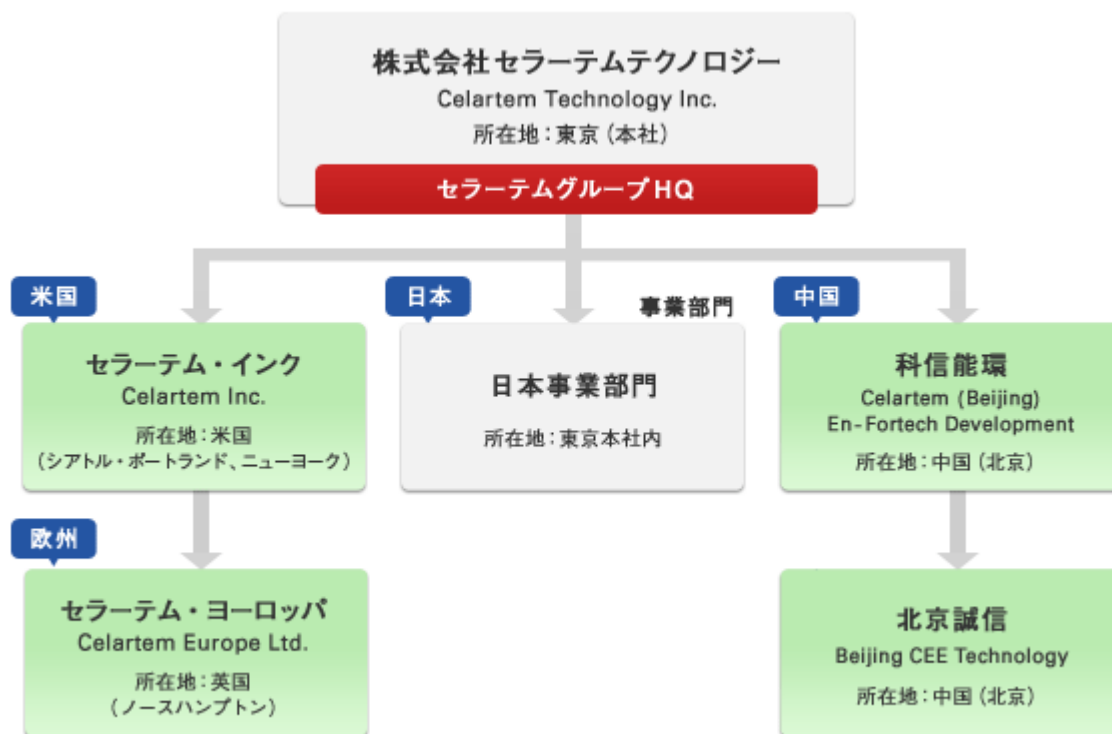 株式会社セラーテムテクノロジー
Celartem Technology Inc.
所在地：東京（本社）
セラーテムグループHQ
米国
セラーテム・インク
Celartem Inc.
所在地：米国
（シアトル・ポートランド、ニューヨーク）
日本
事業部門
日本事業部門
所在地：東京本社内
中国
科信能環
Celartem (Beijing)
En-Fortech Development
所在地：中国（北京）
欧州
セラーテム・ヨーロッパ
Celartem Europe Ltd.
所在地：英国
（ノースハンプトン）
北京誠信
Beijing CEE Technology
所在地：中国（北京）